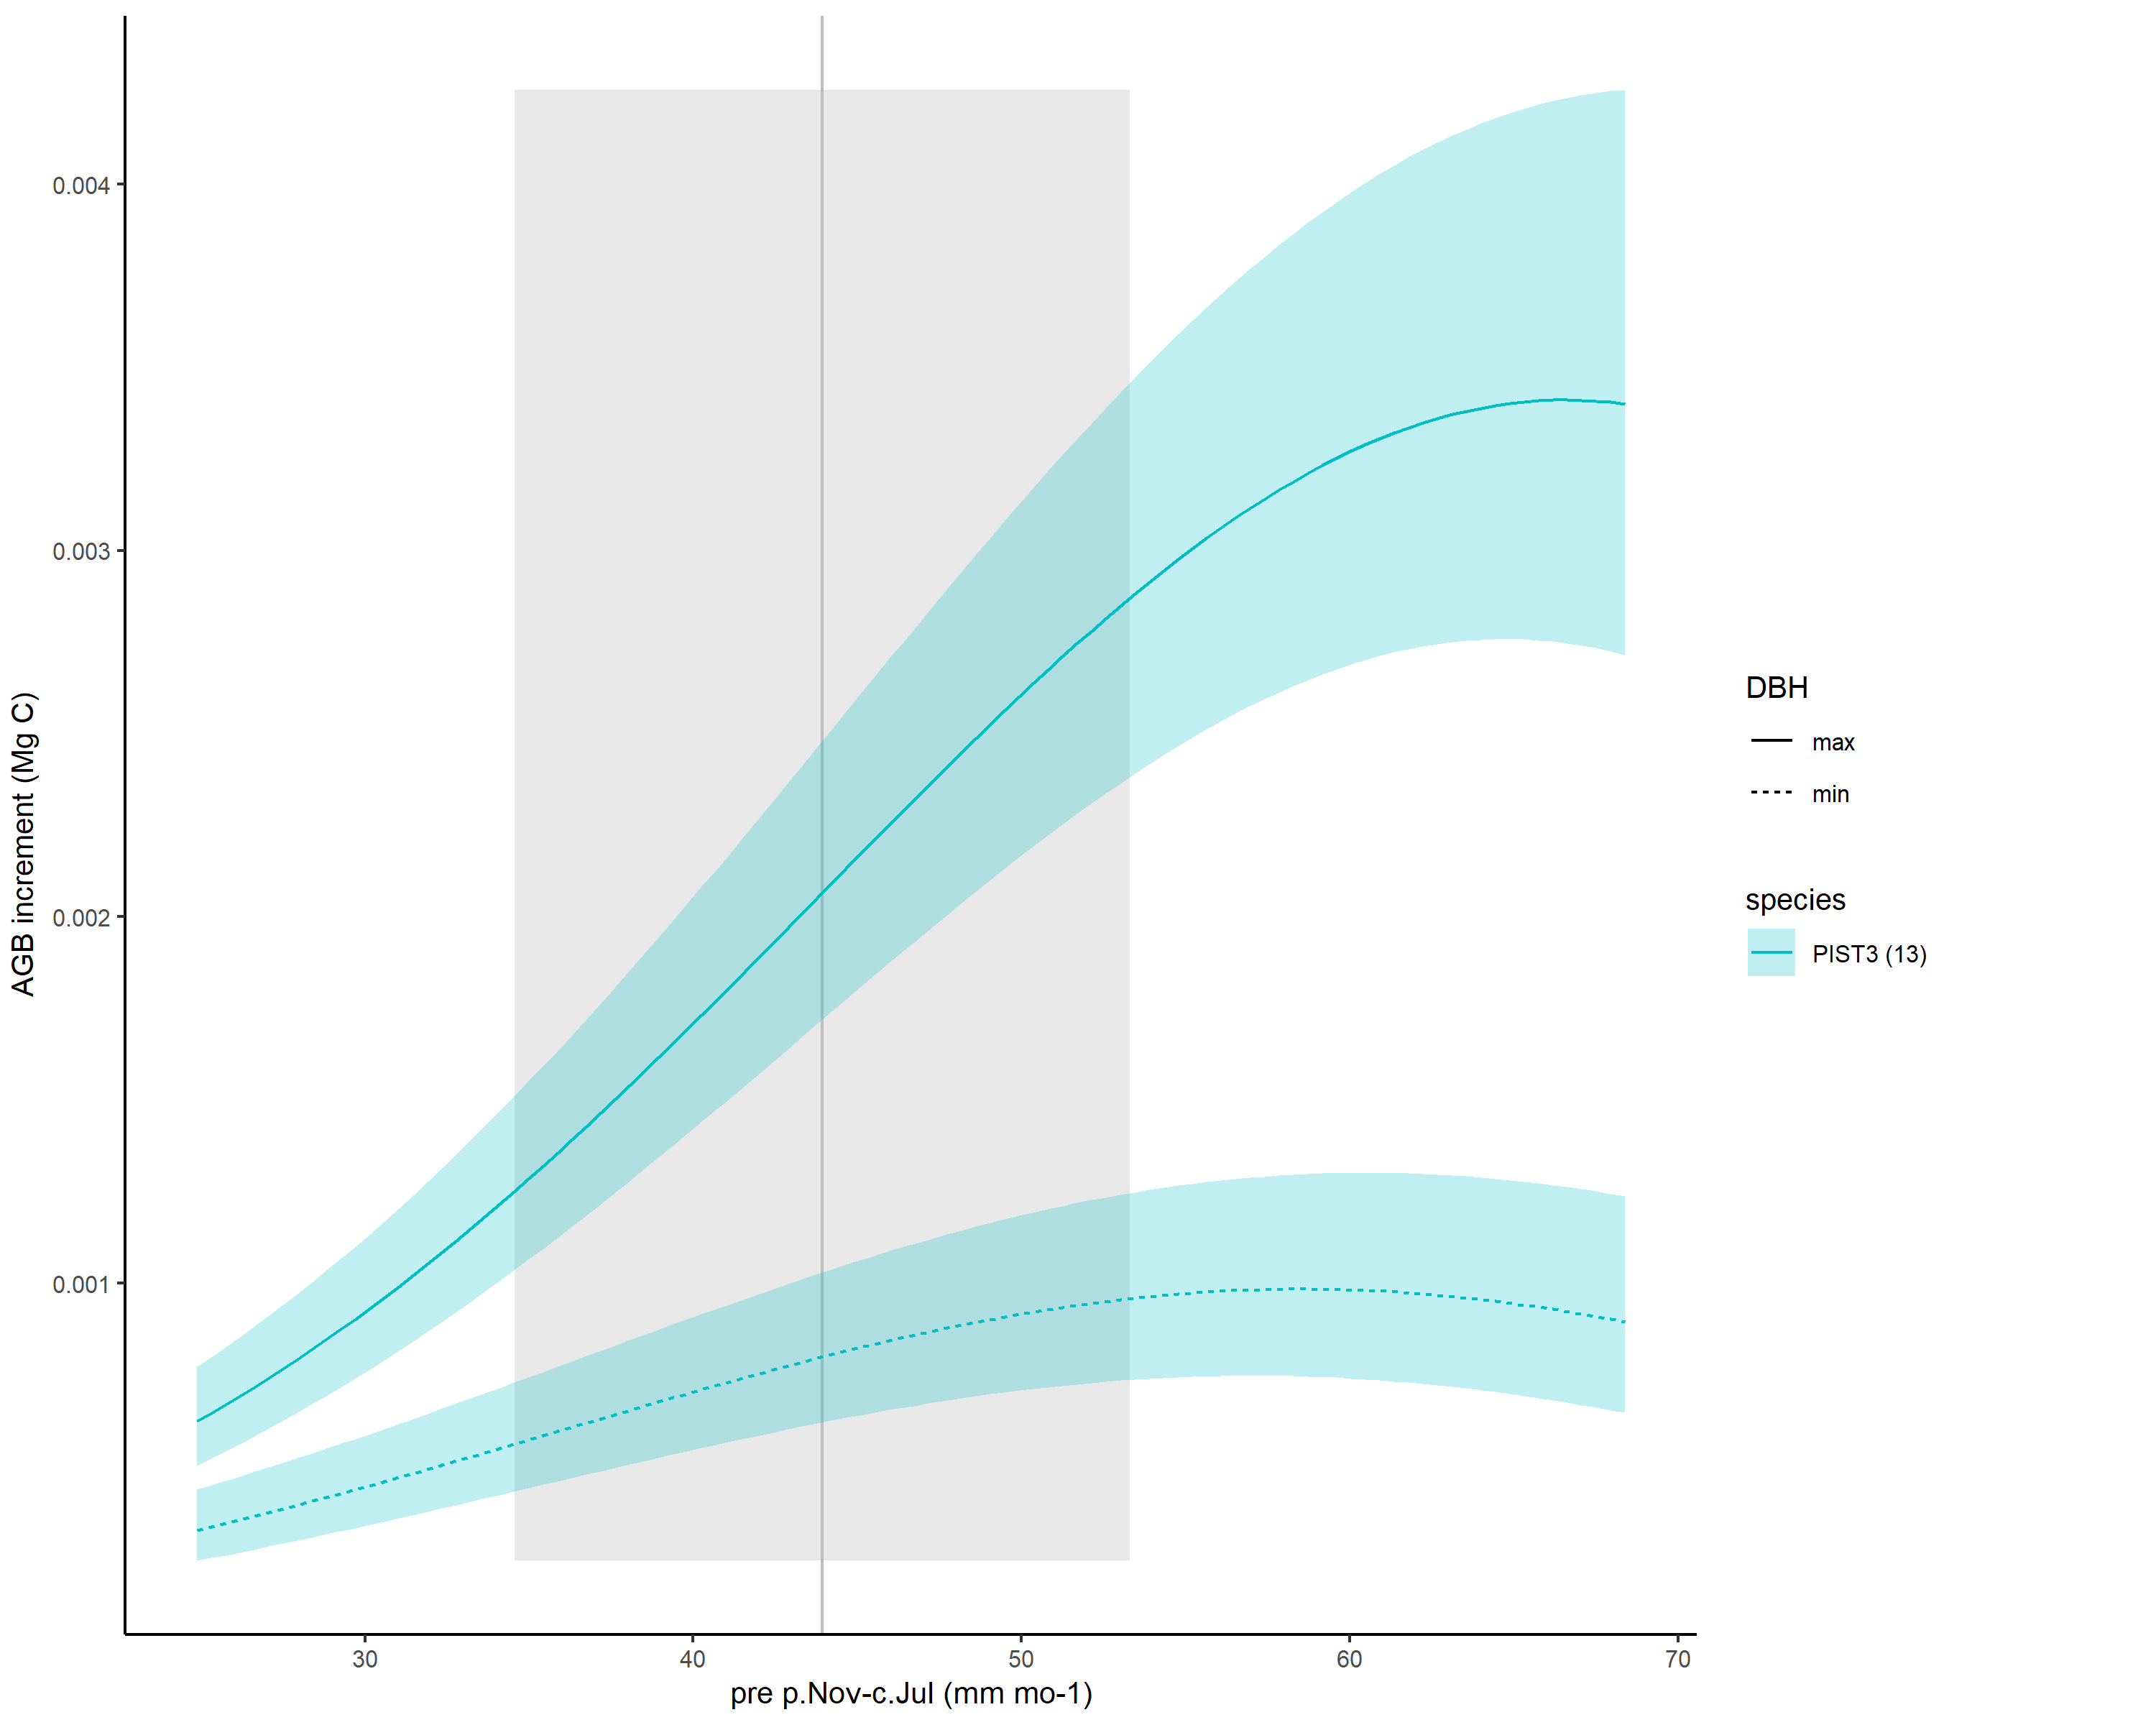 AGB increment (Mg C)
0.004
0.003
0.002
0.001
30 40 50 60 70
pre p.Nov-c.Jul (mm mo-1)
DBH
max
min
species
PIST3 (13)